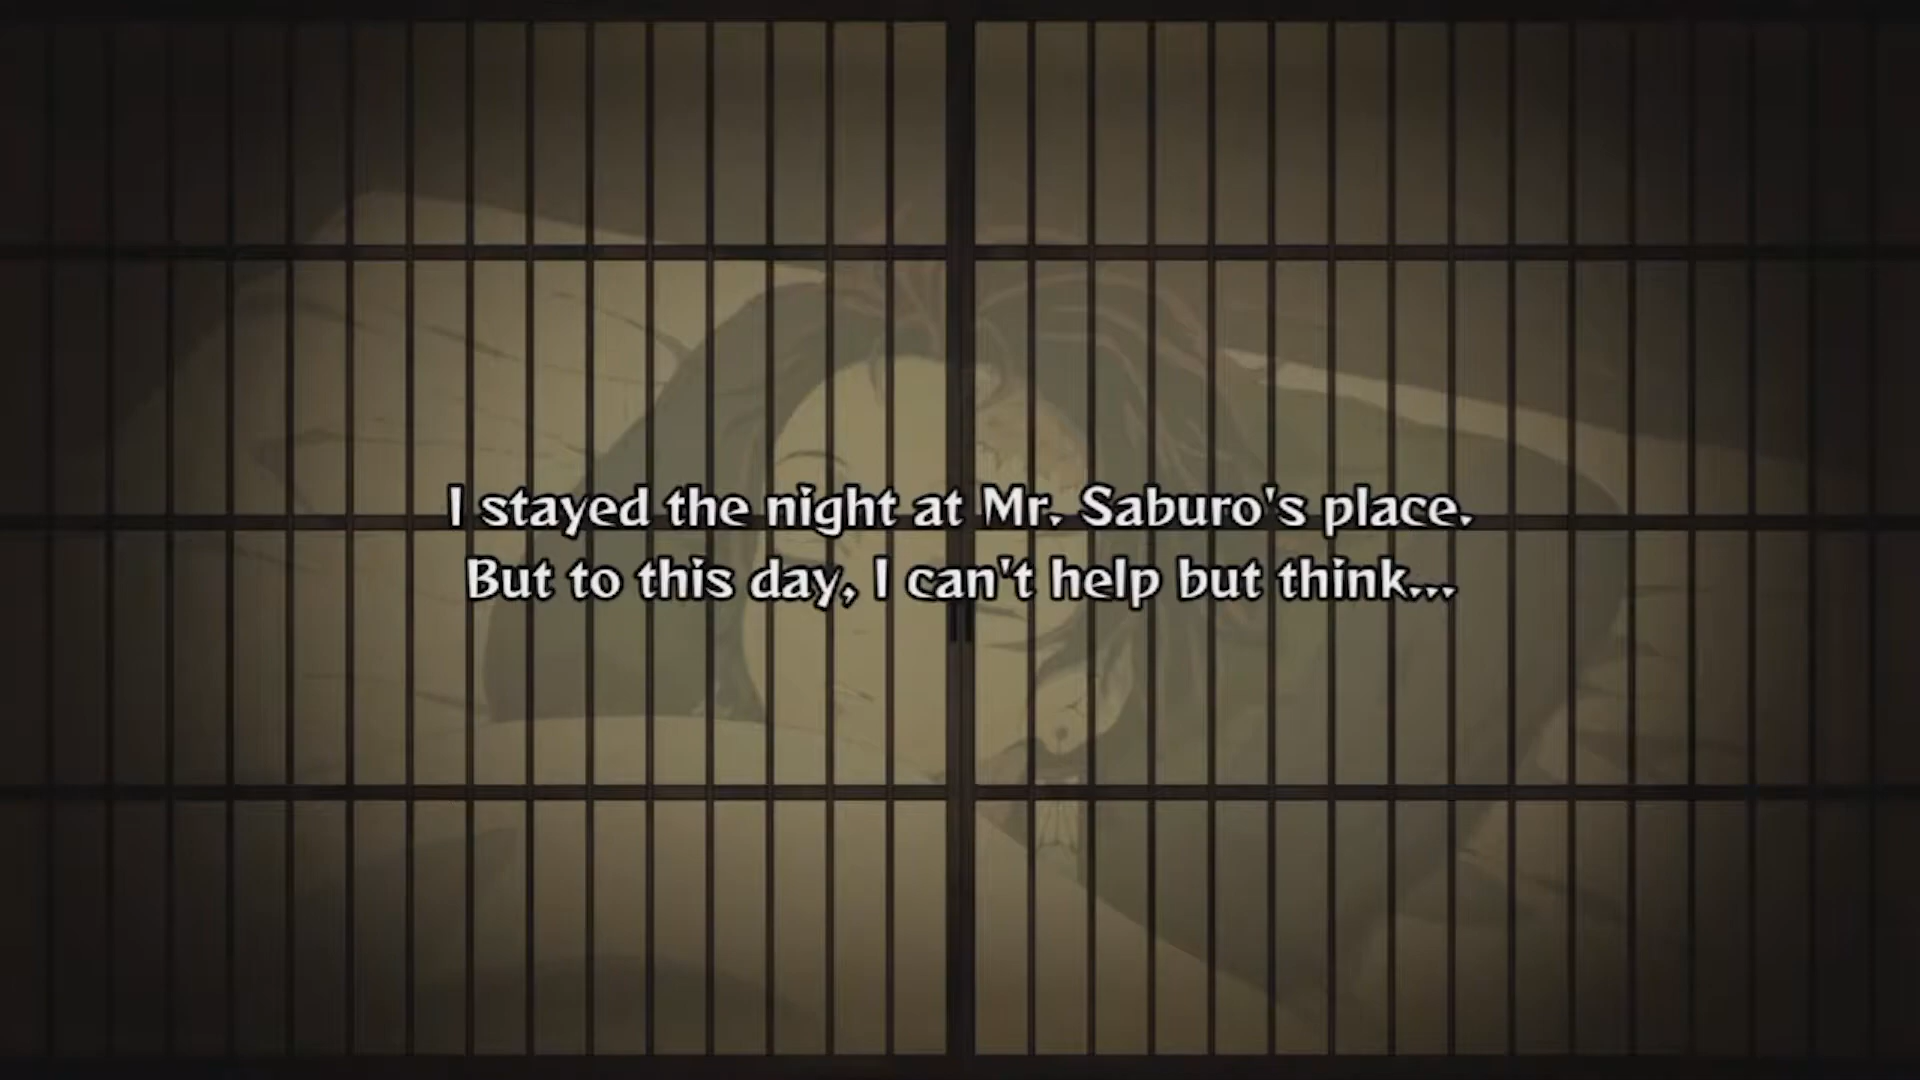 I stayed the night at Mr. Saburo's place.
But to this day, I can't help but think...